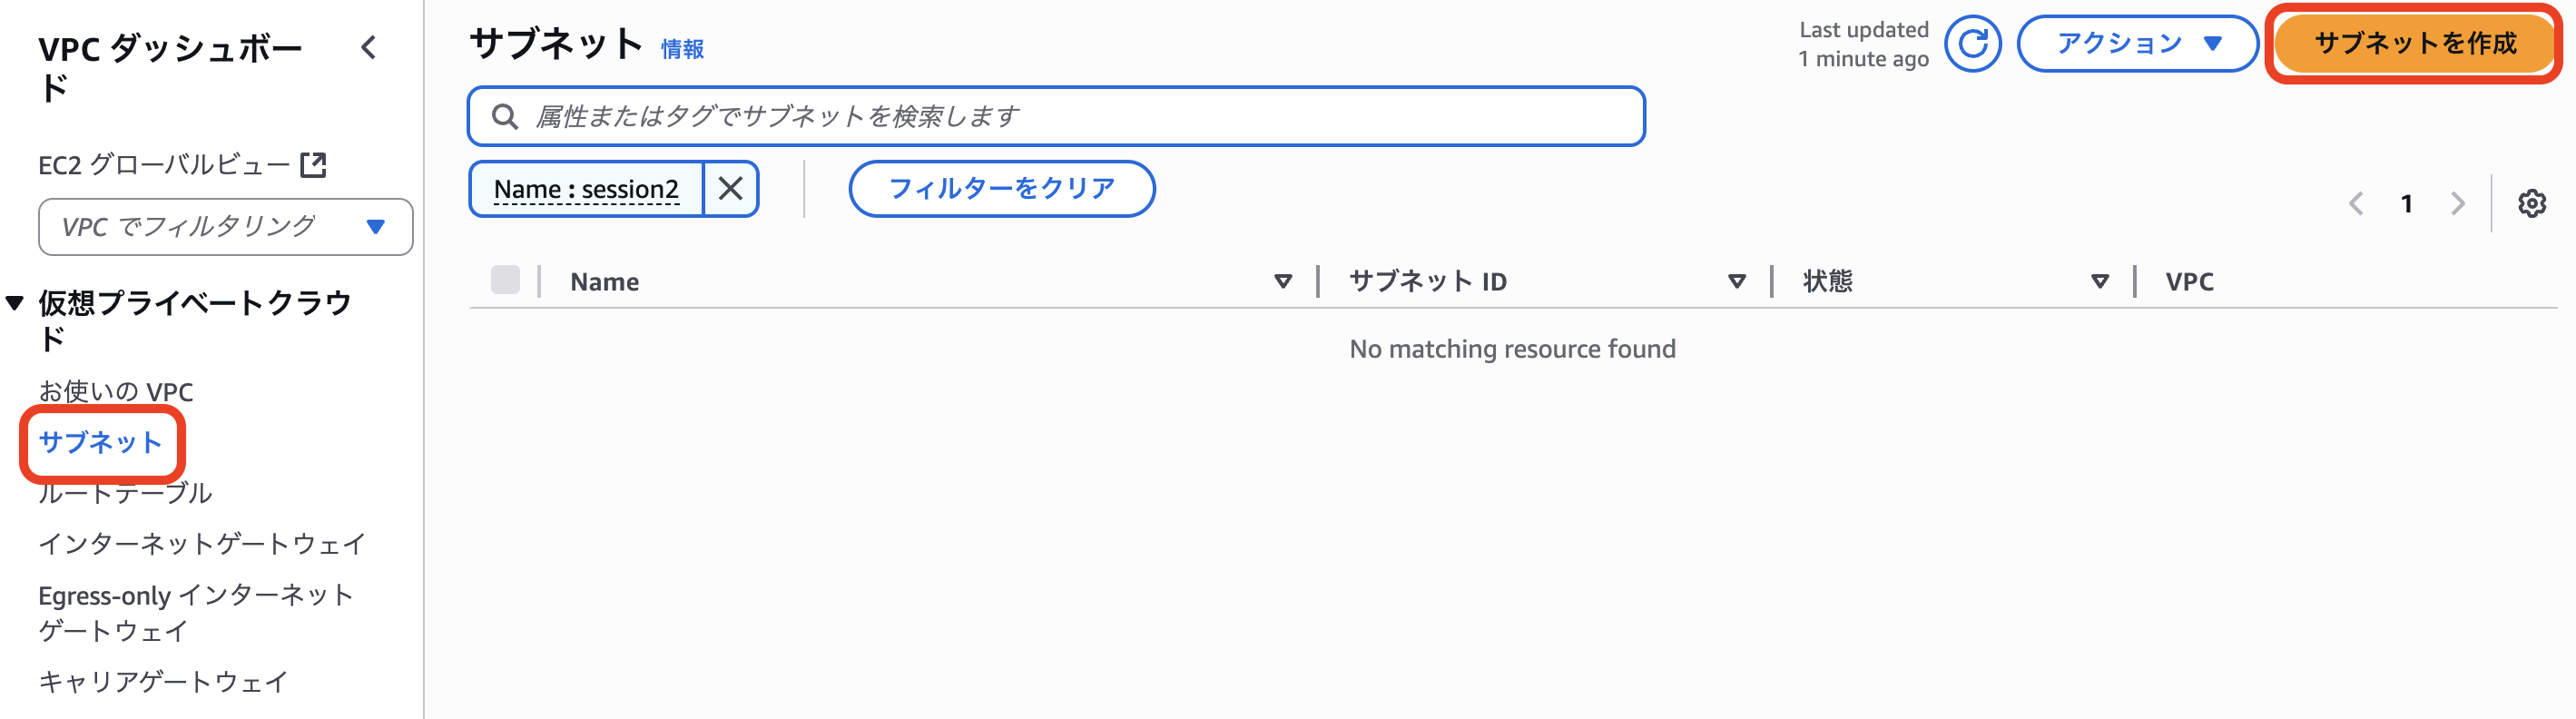 VPC ダッシュボー
ド
EC2 グローバルビュー
VPC でフィルタリング
仮想プライベートクラウ
ド
お使いの VPC
サブネット
ルートテーブル
インターネットゲートウェイ
Egress-only インターネット
ゲートウェイ
キャリアゲートウェイ
サブネット 情報
Last updated
1 minute ago
アクション
サブネットを作成
属性またはタグでサブネットを検索します
Name : session2
フィルターをクリア
1
Name サブネット ID 状態 VPC
No matching resource found